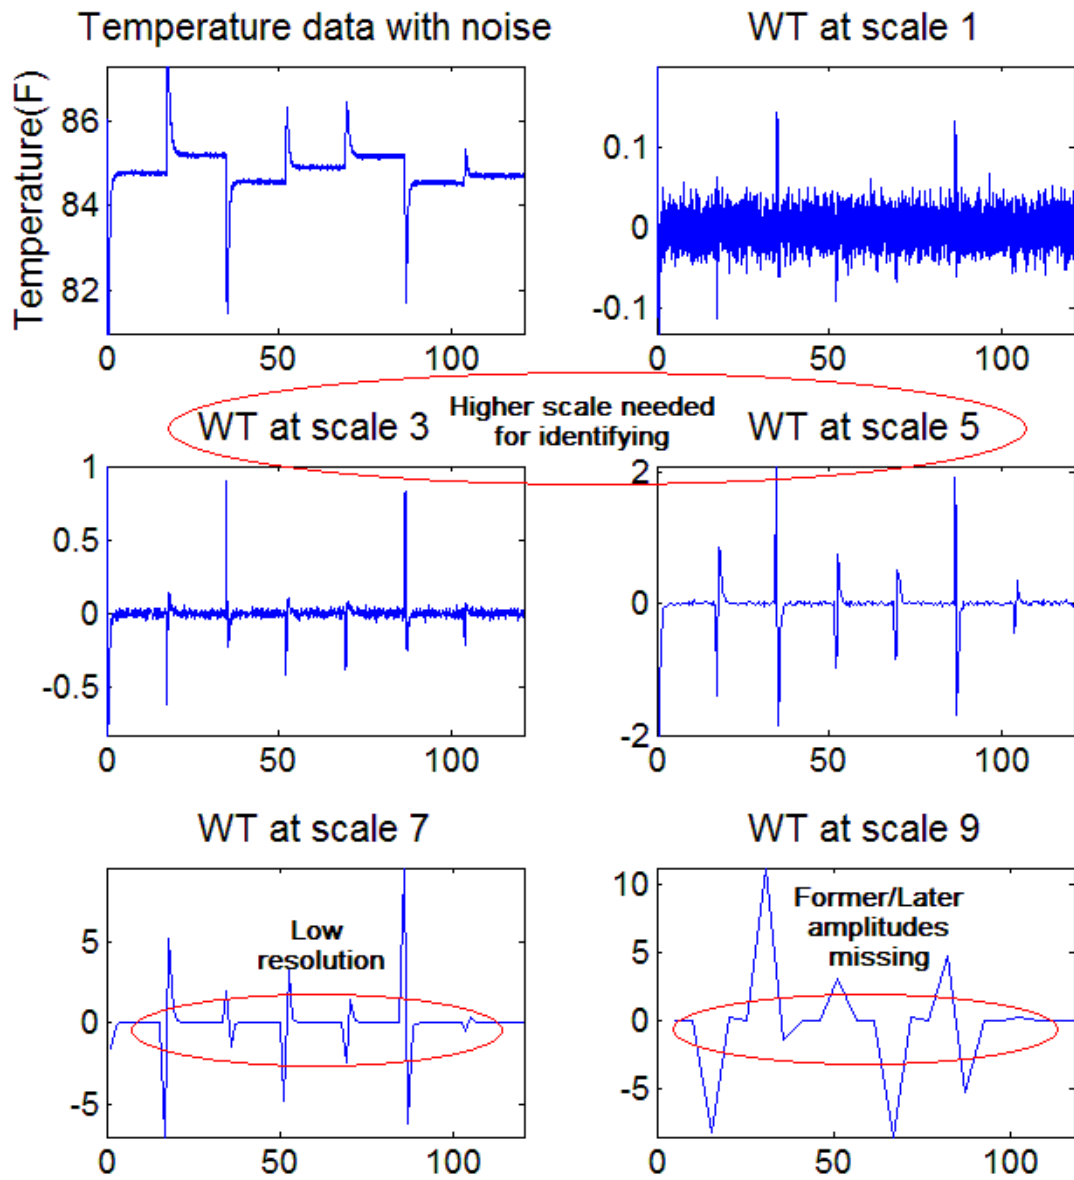 Temperature data with noise
WT at scale 1
Temperature(F)
86
84
82
0
50
100
0.1
0
-0.1
0
50
100
Higher scale needed
for identifying
WT at scale 3
WT at scale 5
1
0.5
0
-0.5
0
50
100
2
0
-2
0
50
100
WT at scale 7
WT at scale 9
Low
resolution
5
0
-5
0
50
100
Former/Later
amplitudes
missing
10
5
0
-5
0
50
100